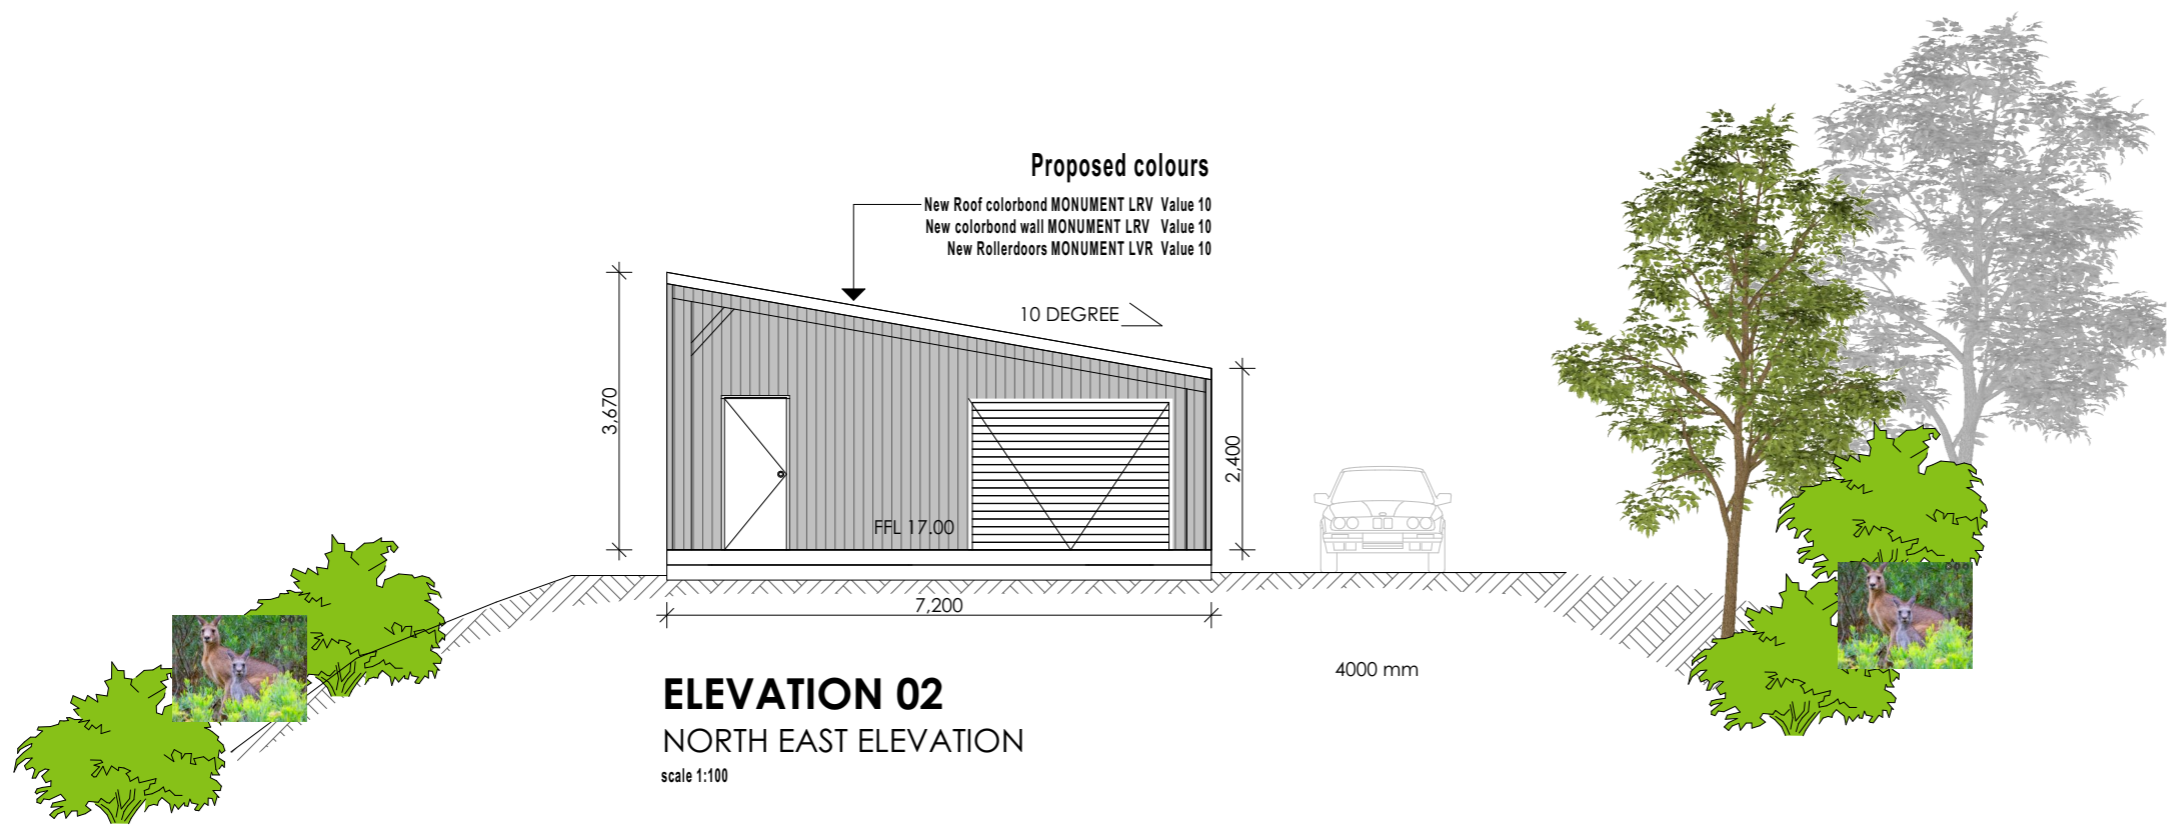 Proposed colours
New Roof colorbond MONUMENT LRV Value 10
New colorbond wall MONUMENT LRV Value 10
New Rollerdoors MONUMENT LVR Value 10
10 DEGREE
3,670
2,400
FFL 17.00
7,200
4000 mm
ELEVATION 02
NORTH EAST ELEVATION
scale 1:100